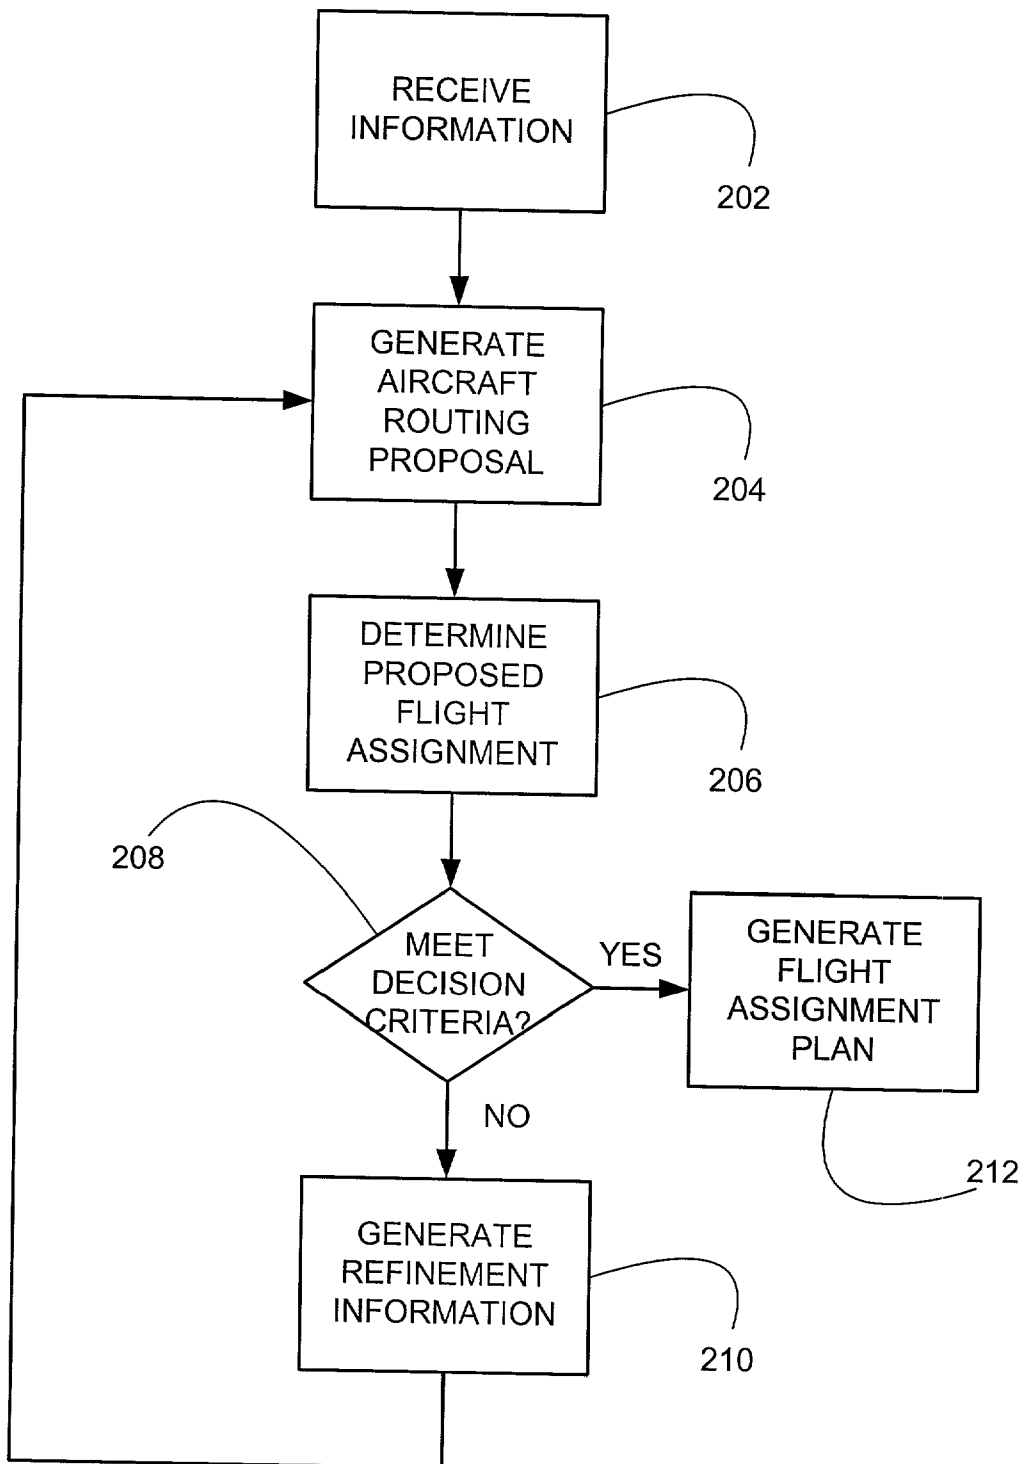 RECEIVE
INFORMATION
202
GENERATE
AIRCRAFT
ROUTING
PROPOSAL
204
DETERMINE
PROPOSED
FLIGHT
ASSIGNMENT
206
208
MEET
DECISION
CRITERIA?
YES
GENERATE
FLIGHT
ASSIGNMENT
PLAN
212
NO
GENERATE
REFINEMENT
INFORMATION
210